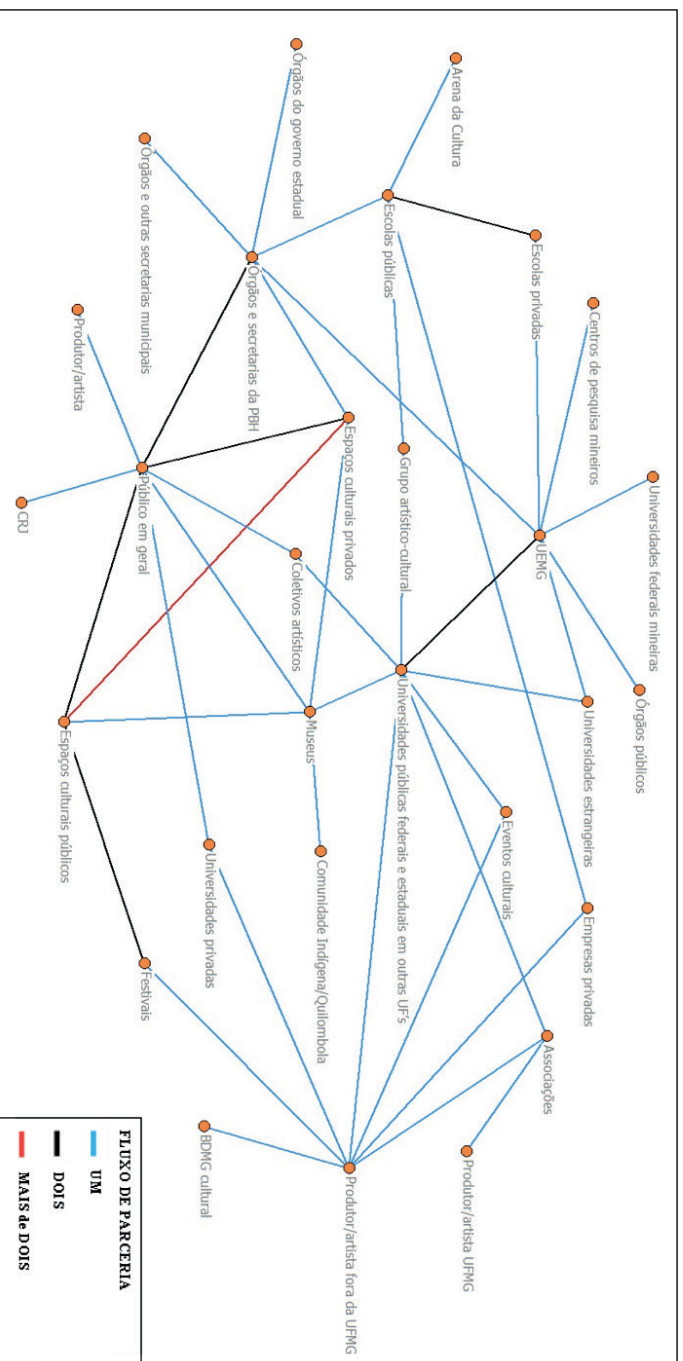 Órgãos do governo estadual
Arena da Cultura
Órgãos e outras secretarias municipais
Escolas públicas
Escolas privadas
Órgãos e secretarias da PBH
Centros de pesquisa mineiros
Produtor/artista
Espaços culturais privados
Grupo artístico-cultural
Público em geral
Universidades federais mineiras
CRJ
UEMG
Coletivos artísticos
Universidades públicas federais e estaduais em outras UF's
Órgãos públicos
Universidades estrangeiras
Museus
Espaços culturais públicos
Eventos culturais
Universidades privadas
Comunidade Indígena/Quilombola
Empresas privadas
Festivais
Associações
BDMG cultural
Produtor/artista UFMG
Produtor/artista fora da UFMG
FLUXO DE PARCERIA
UM
DOIS
MAIS de DOIS